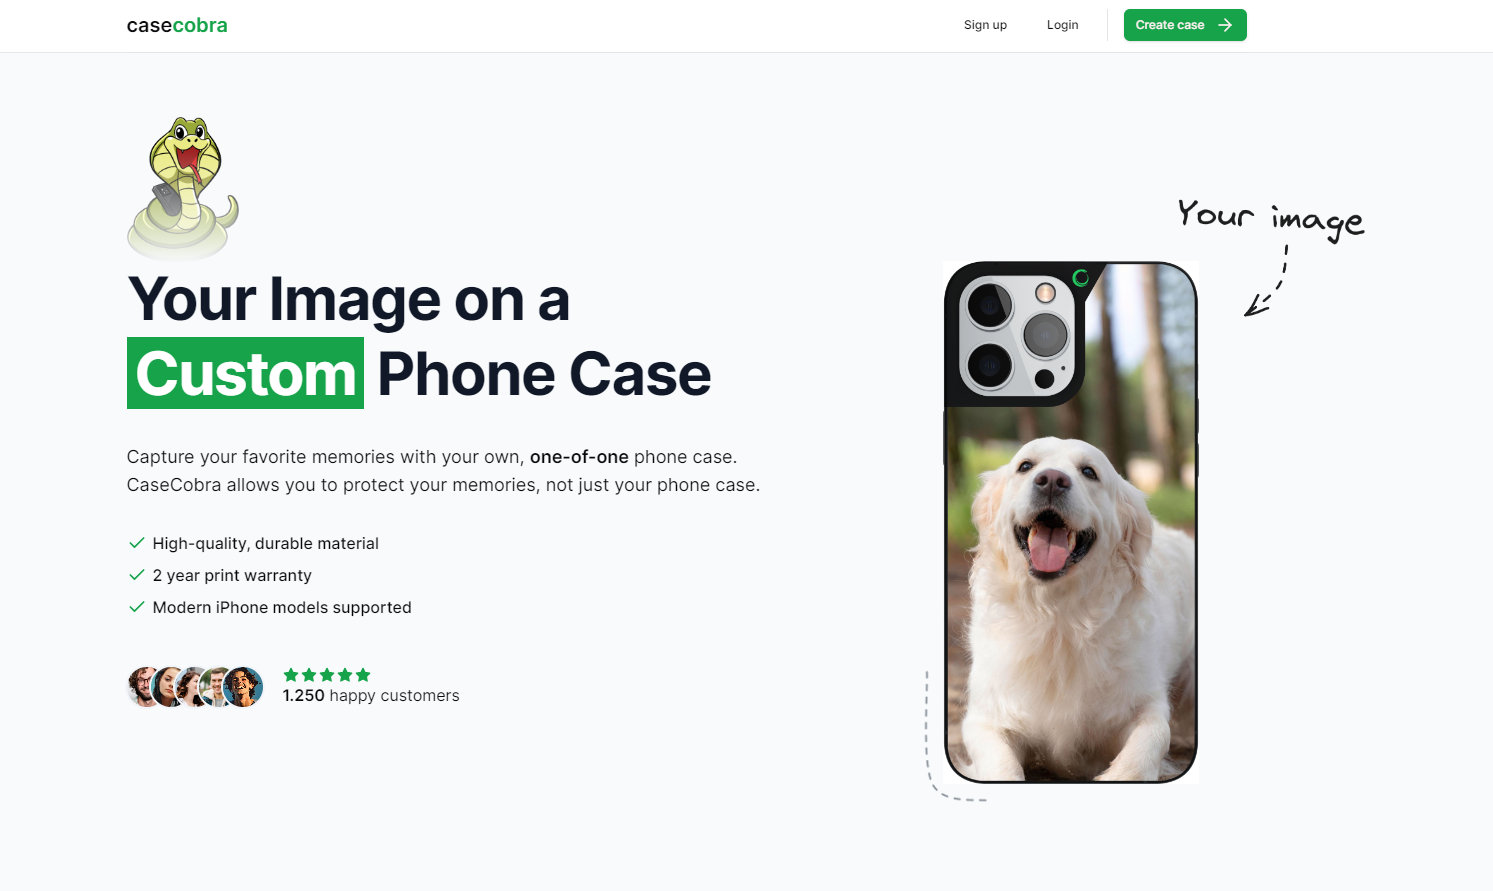 casecobra
Sign up
Login
Create case
Your image
Your Image on a
Custom Phone Case
Capture your favorite memories with your own, one-of-one phone case.
CaseCobra allows you to protect your memories, not just your phone case.
High-quality, durable material
2 year print warranty
Modern iPhone models supported
1.250 happy customers